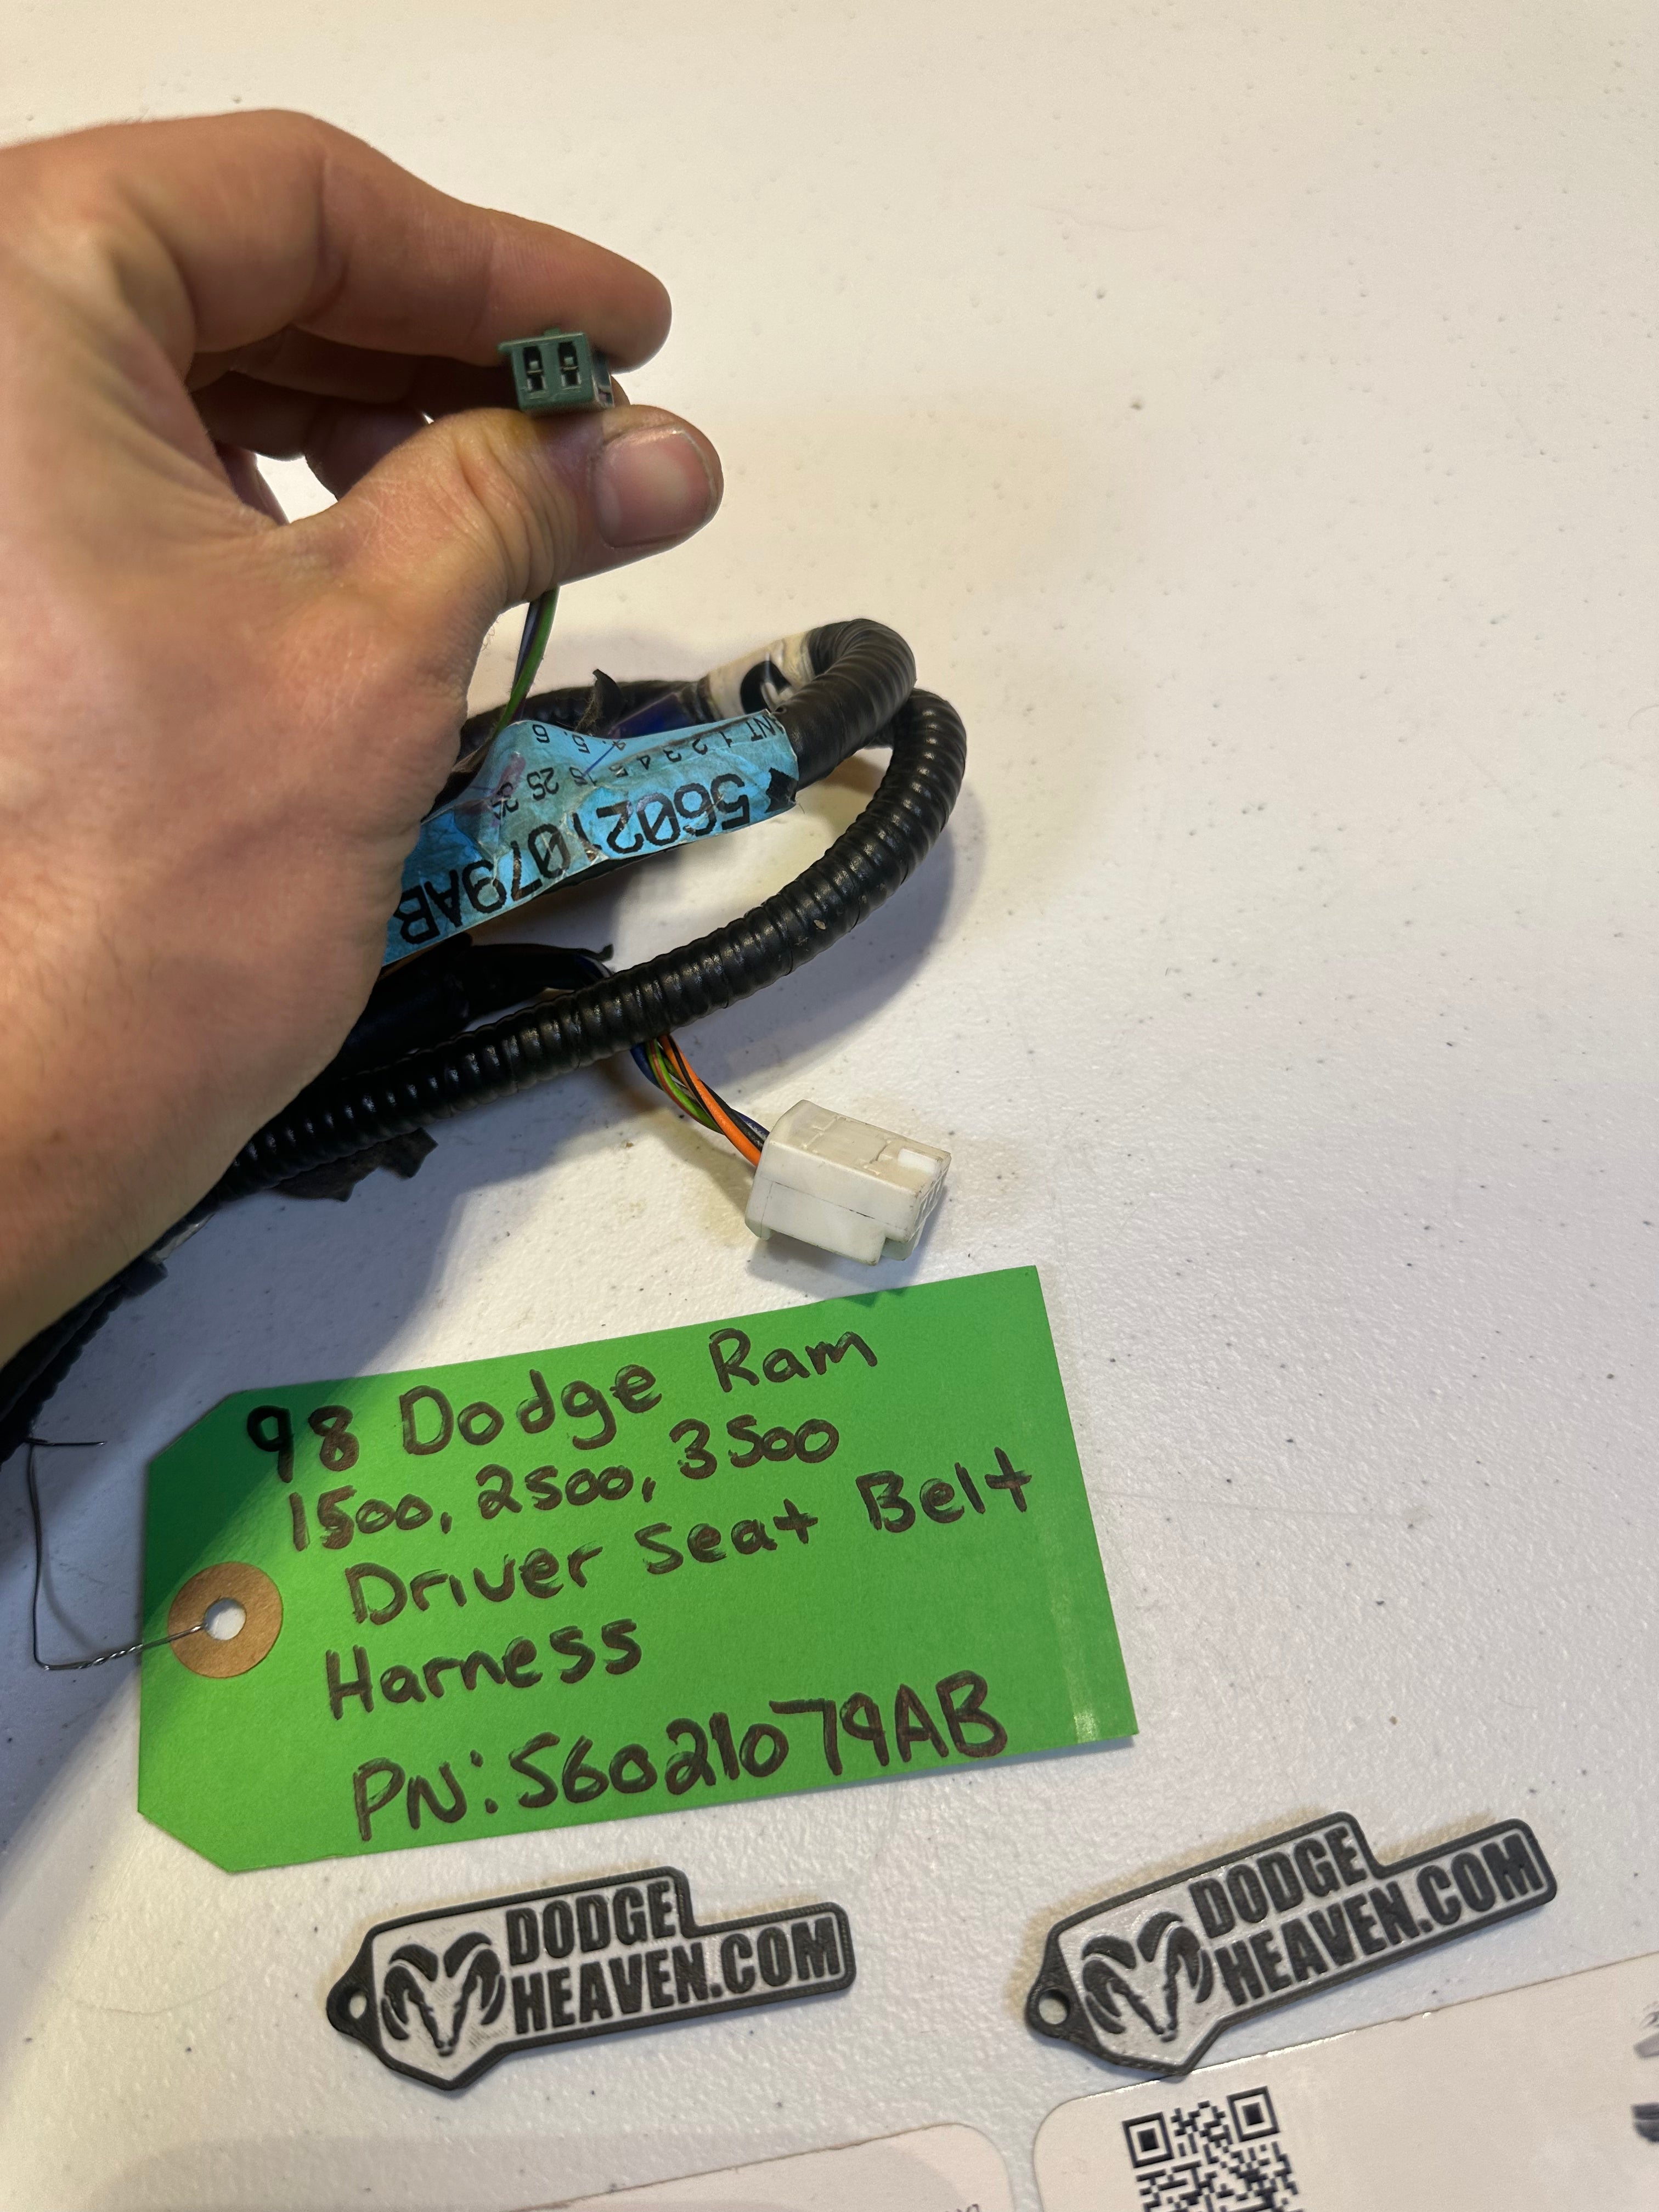 56021079AB
98 Dodge Ram
1500, 2500, 3500
Driver Seat Belt
Harness
PN: 56021079AB
DODGE
HEAVEN.COM
DODGE
HEAVEN.COM